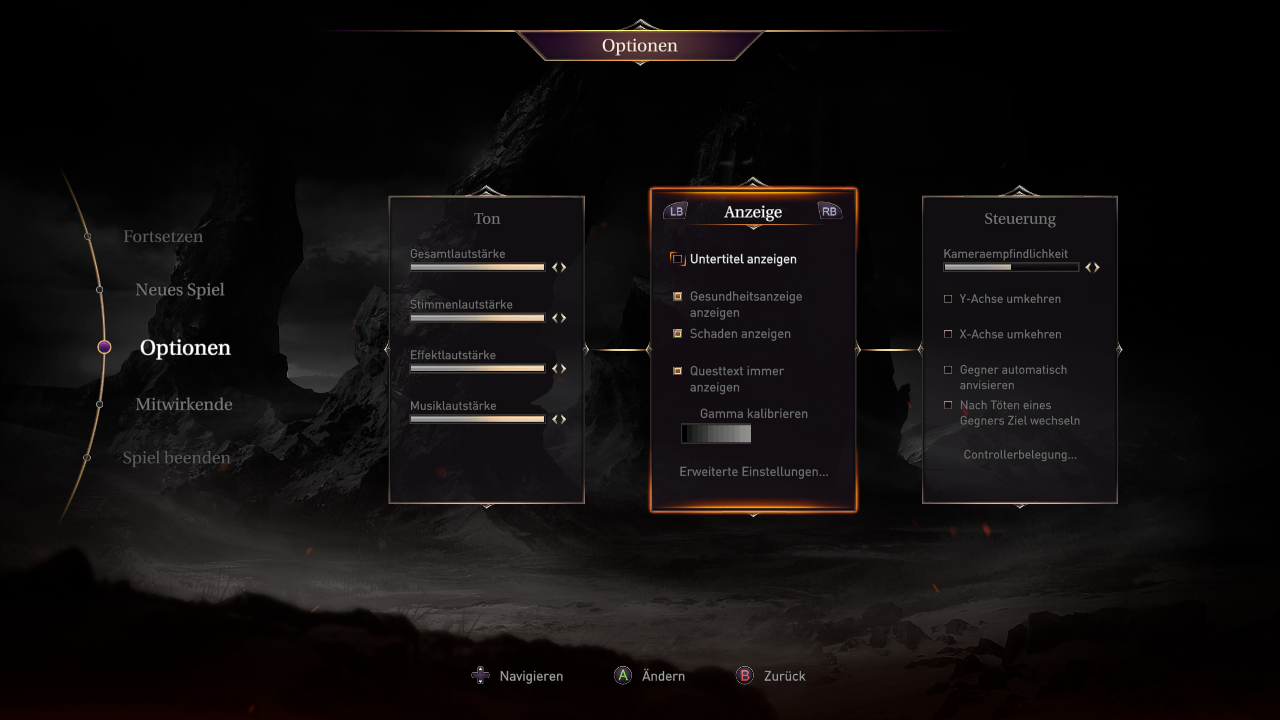 Optionen
Fortsetzen
Neues Spiel
Optionen
Mitwirkende
Spiel beenden
Ton
Gesamtlautstärke
Stimmenlautstärke
Effektlautstärke
Musiklautstärke
LB Anzeige RB
Untertitel anzeigen
Gesundheitsanzeige
anzeigen
Schaden anzeigen
Questtext immer
anzeigen
Gamma kalibrieren
Erweiterte Einstellungen...
Steuerung
Kameraempfindlichkeit
Y-Achse umkehren
X-Achse umkehren
Gegner automatisch
anvisieren
Nach Töten eines
Gegners Ziel wechseln
Controllerbelegung...
Navigieren A Ändern B Zurück